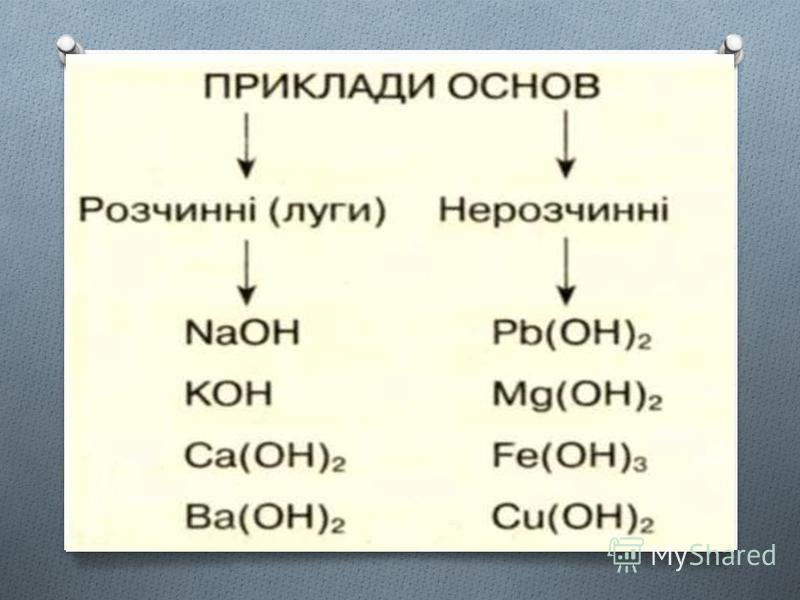 ПРИКЛАДИ ОСНОВ
Розчинні (луги) Нерозчинні
NaOH Pb(OH)₂
KOH Mg(OH)₂
Ca(OH)₂ Fe(OH)₃
Ba(OH)₂ Cu(OH)₂
MyShared